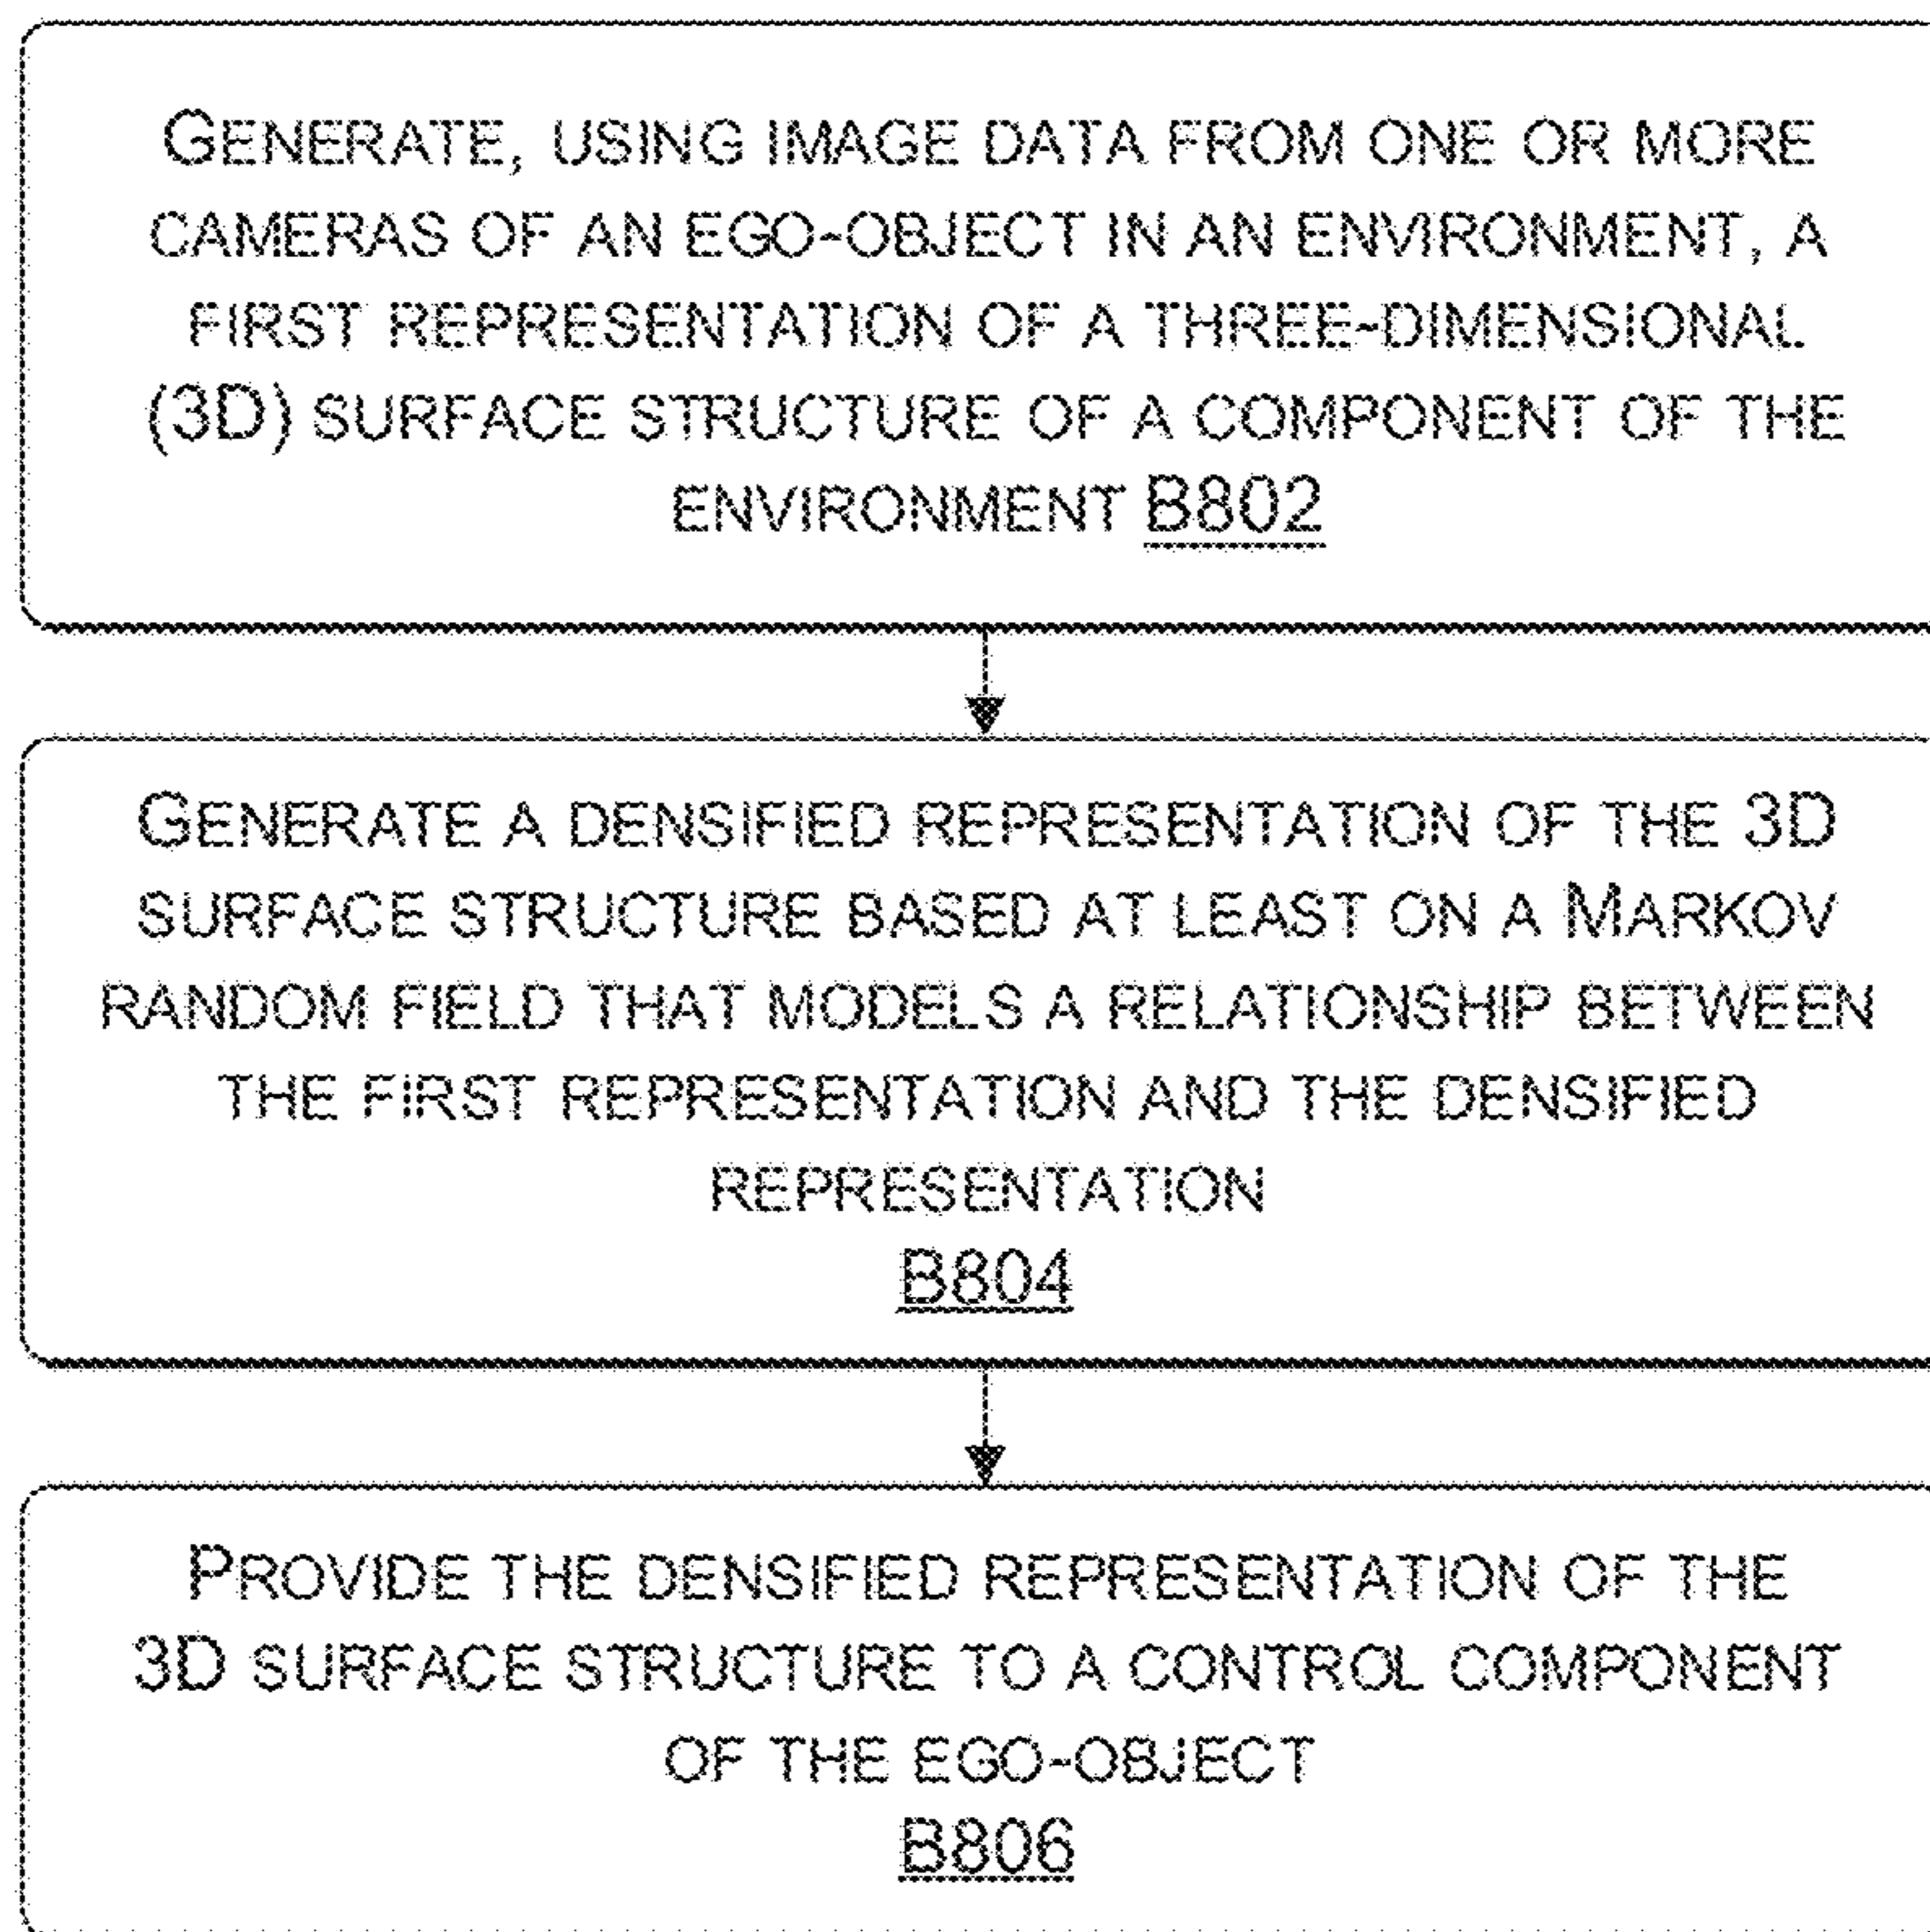 GENERATE, USING IMAGE DATA FROM ONE OR MORE
CAMERAS OF AN EGO-OBJECT IN AN ENVIRONMENT, A
FIRST REPRESENTATION OF A THREE-DIMENSIONAL
(3D) SURFACE STRUCTURE OF A COMPONENT OF THE
ENVIRONMENT B802
GENERATE A DENSIFIED REPRESENTATION OF THE 3D
SURFACE STRUCTURE BASED AT LEAST ON A MARKOV
RANDOM FIELD THAT MODELS A RELATIONSHIP BETWEEN
THE FIRST REPRESENTATION AND THE DENSIFIED
REPRESENTATION
B804
PROVIDE THE DENSIFIED REPRESENTATION OF THE
3D SURFACE STRUCTURE TO A CONTROL COMPONENT
OF THE EGO-OBJECT
B806